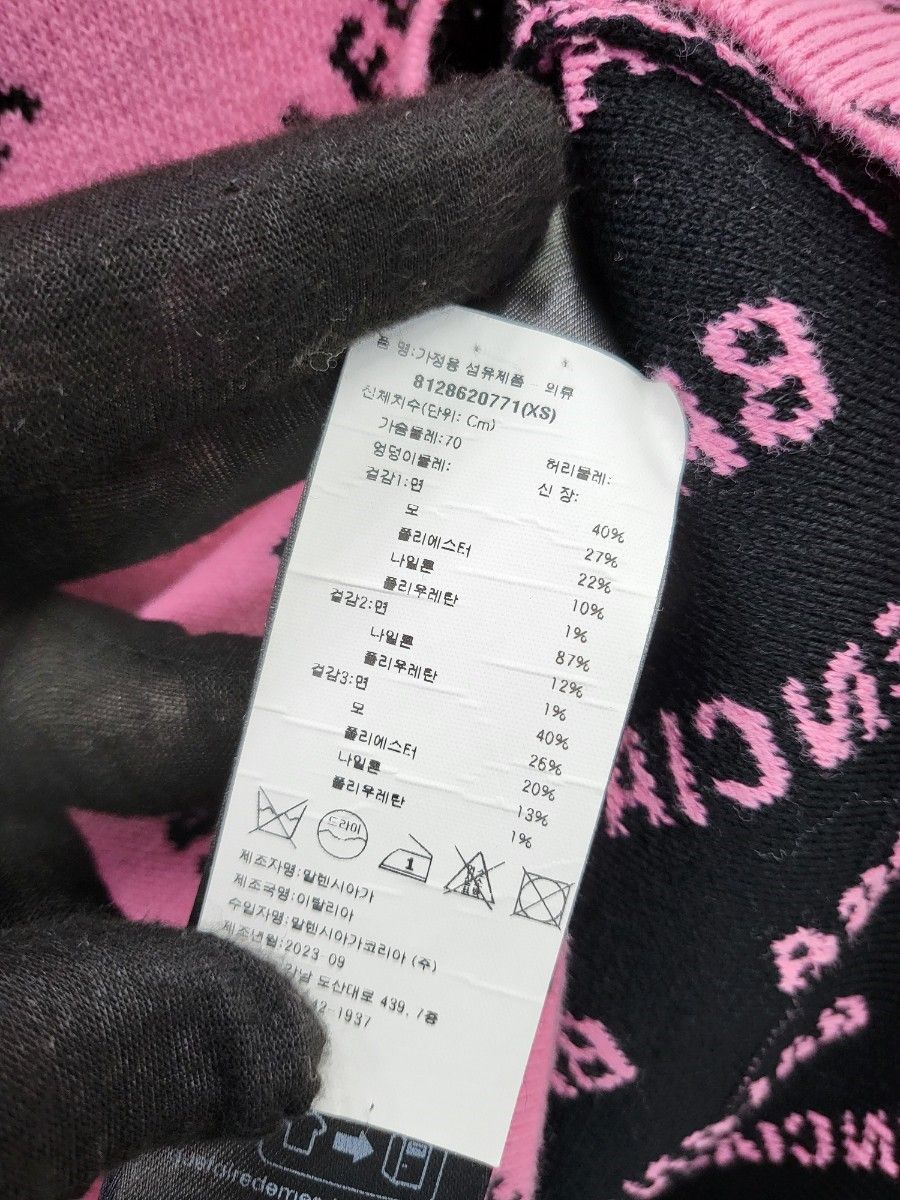 품 명:가정용 섬유제품 - 의류
8128620771(XS)
신체치수(단위: Cm)
가슴둘레:70 허리둘레:
엉덩이둘레: 신 장:
겉감1:면 40%
모 27%
폴리에스터 22%
나일론 10%
폴리우레탄 1%
겉감2:면 87%
나일론 12%
폴리우레탄 1%
겉감3:면 40%
모 26%
폴리에스터 20%
나일론 13%
폴리우레탄 1%
드라이
1
제조자명:발렌시아가
제조국명:이탈리아
수입자명:발렌시아가코리아 (주)
제조년월:2023 09
강남 도산대로 439, 7층
42-1937